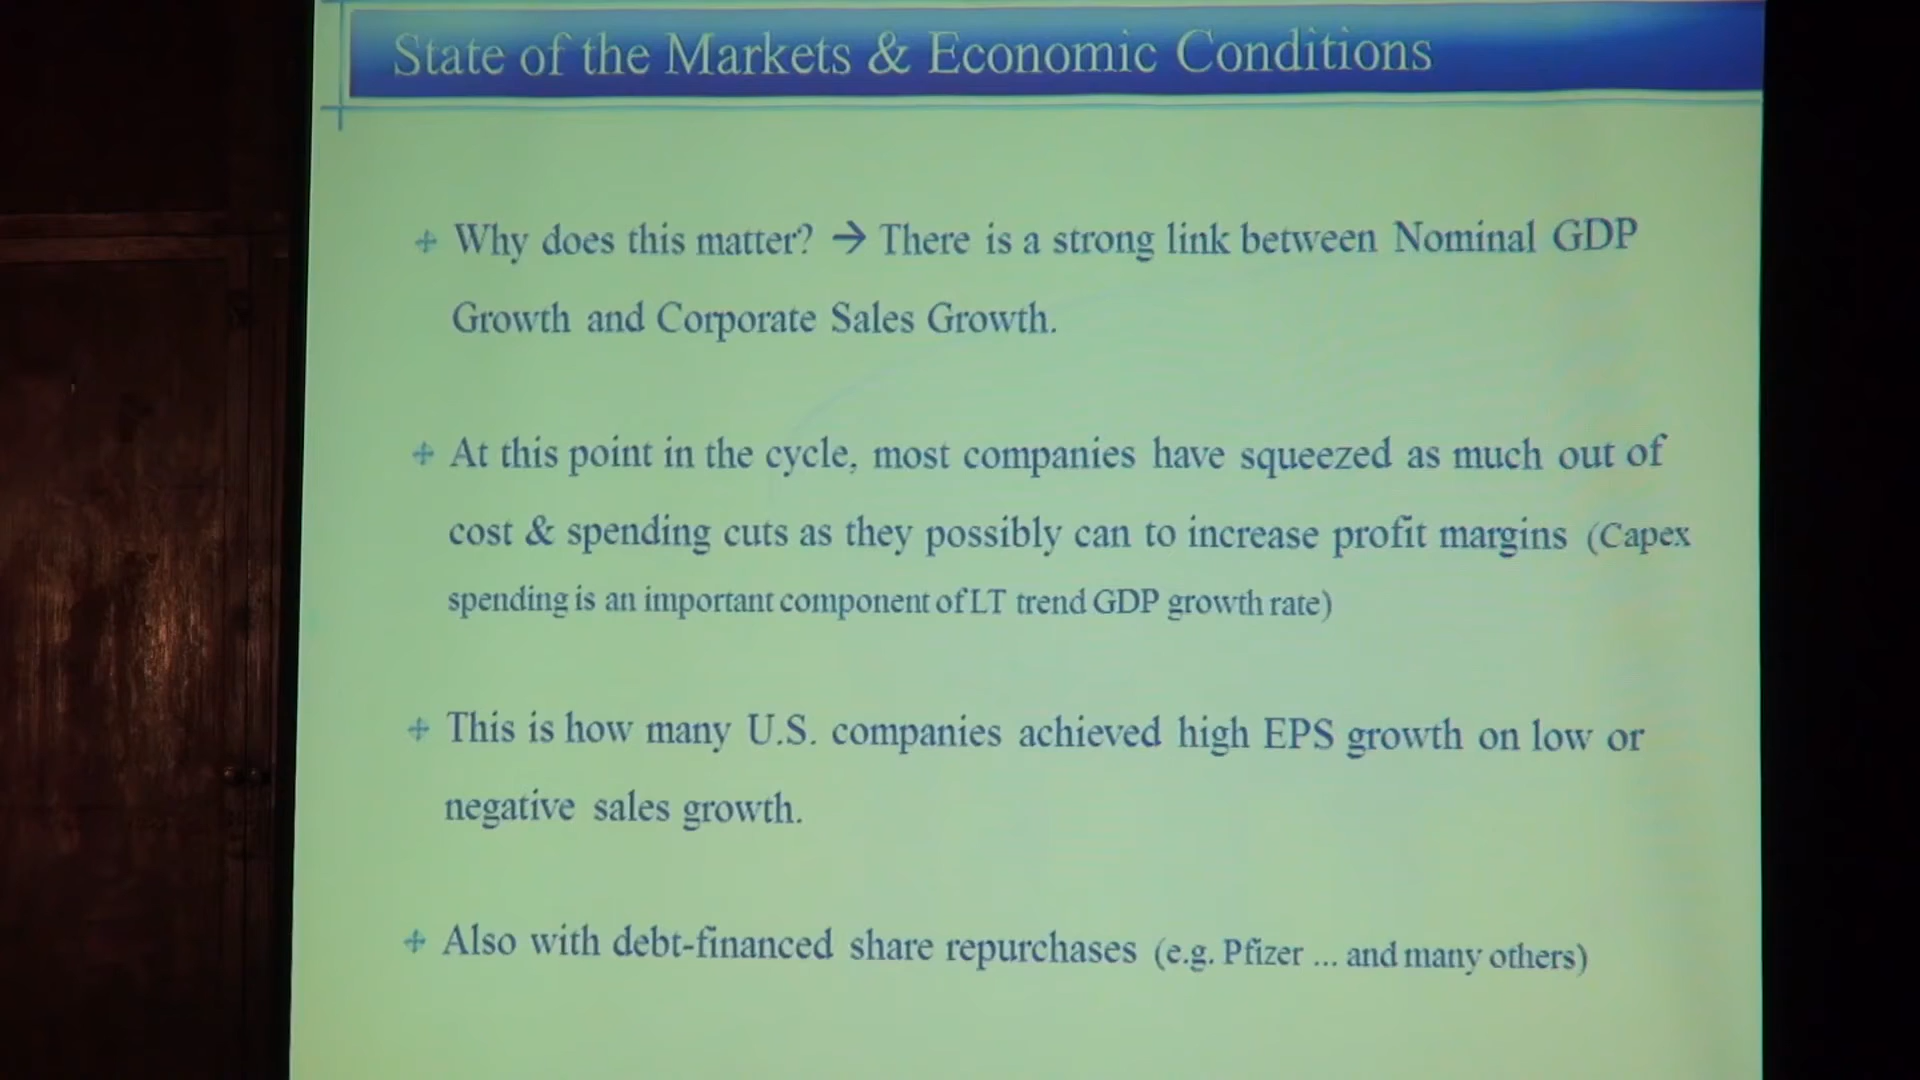 State of the Markets & Economic Conditions
Why does this matter? → There is a strong link between Nominal GDP
Growth and Corporate Sales Growth.
At this point in the cycle, most companies have squeezed as much out of
cost & spending cuts as they possibly can to increase profit margins (Capex
spending is an important component of LT trend GDP growth rate)
This is how many U.S. companies achieved high EPS growth on low or
negative sales growth.
Also with debt-financed share repurchases (e.g. Pfizer ... and many others)